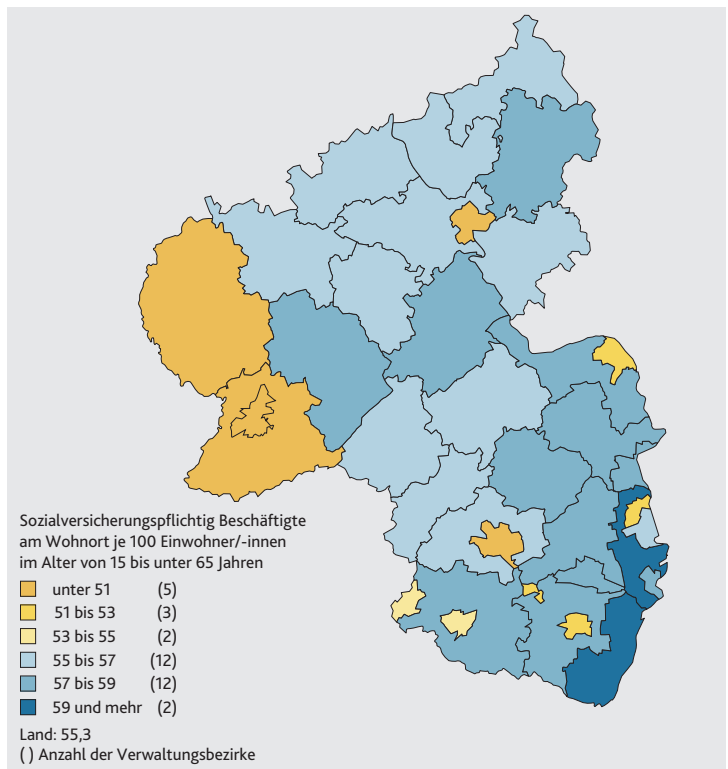 Sozialversicherungspflichtig Beschäftigte
am Wohnort je 100 Einwohner/-innen
im Alter von 15 bis unter 65 Jahren
unter 51 (5)
51 bis 53 (3)
53 bis 55 (2)
55 bis 57 (12)
57 bis 59 (12)
59 und mehr (2)
Land: 55,3
( ) Anzahl der Verwaltungsbezirke